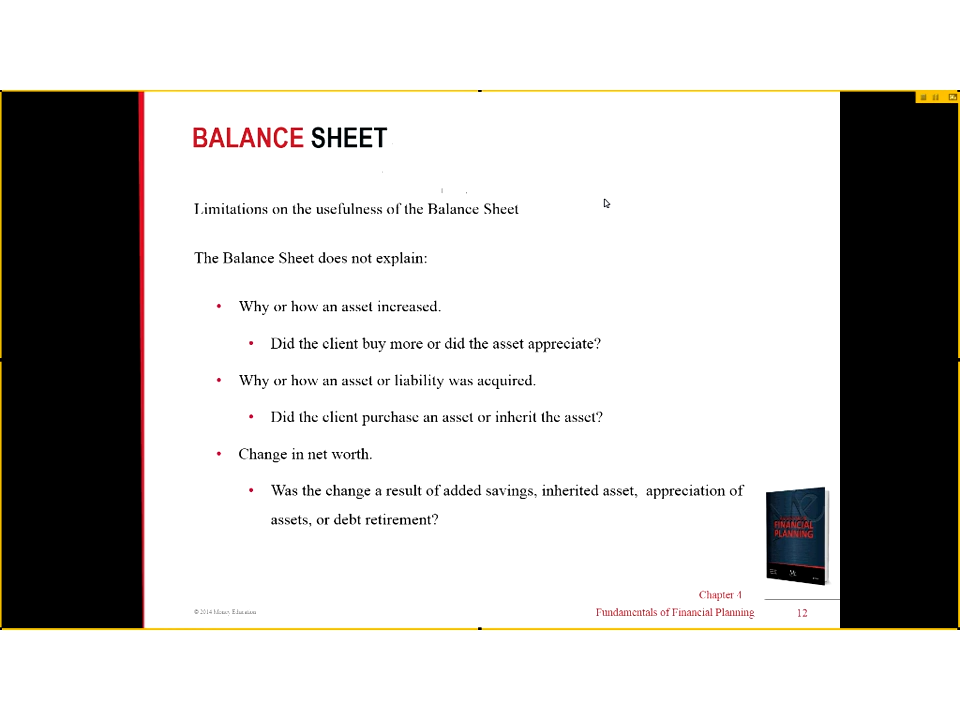 BALANCE SHEET
Limitations on the usefulness of the Balance Sheet
The Balance Sheet does not explain:
• Why or how an asset increased.
• Did the client buy more or did the asset appreciate?
• Why or how an asset or liability was acquired.
• Did the client purchase an asset or inherit the asset?
• Change in net worth.
• Was the change a result of added savings, inherited asset, appreciation of
assets, or debt retirement?
FINANCIAL
PLANNING
Chapter 4
© 2014 Money Education
Fundamentals of Financial Planning
12